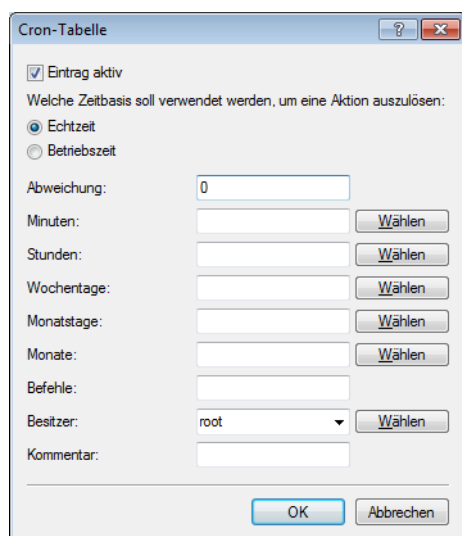 Cron-Tabelle
Eintrag aktiv
Welche Zeitbasis soll verwendet werden, um eine Aktion auszulösen:
Echtzeit
Betriebszeit
Abweichung: 0
Minuten: Wählen
Stunden: Wählen
Wochentage: Wählen
Monatstage: Wählen
Monate: Wählen
Befehle:
Besitzer: root Wählen
Kommentar:
OK Abbrechen